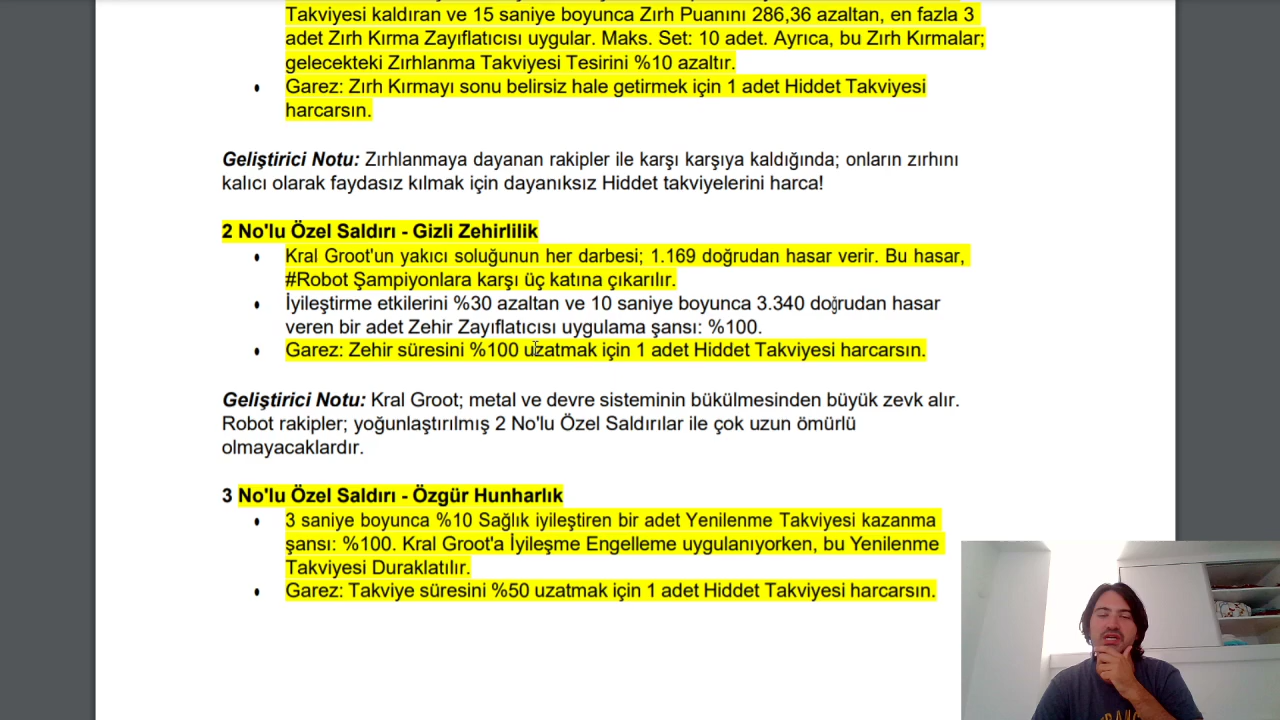 Takviyesi kaldıran ve 15 saniye boyunca Zırh Puanını 286,36 azaltan, en fazla 3
adet Zırh Kırma Zayıflatıcısı uygular. Maks. Set: 10 adet. Ayrıca, bu Zırh Kırmalar;
gelecekteki Zırhlanma Takviyesi Tesirini %10 azaltır.
• Garez: Zırh Kırmayı sonu belirsiz hale getirmek için 1 adet Hiddet Takviyesi
harcarsın.
Geliştirici Notu: Zırhlanmaya dayanan rakipler ile karşı karşıya kaldığında; onların zırhını
kalıcı olarak faydasız kılmak için dayanıksız Hiddet takviyelerini harca!
2 No'lu Özel Saldırı - Gizli Zehirlilik
• Kral Groot'un yakıcı soluğunun her darbesi; 1.169 doğrudan hasar verir. Bu hasar,
#Robot Şampiyonlara karşı üç katına çıkarılır.
• İyileştirme etkilerini %30 azaltan ve 10 saniye boyunca 3.340 doğrudan hasar
veren bir adet Zehir Zayıflatıcısı uygulama şansı: %100.
• Garez: Zehir süresini %100 uzatmak için 1 adet Hiddet Takviyesi harcarsın.
Geliştirici Notu: Kral Groot; metal ve devre sisteminin bükülmesinden büyük zevk alır.
Robot rakipler; yoğunlaştırılmış 2 No'lu Özel Saldırılar ile çok uzun ömürlü
olmayacaklardır.
3 No'lu Özel Saldırı - Özgür Hunharlık
• 3 saniye boyunca %10 Sağlık iyileştiren bir adet Yenilenme Takviyesi kazanma
şansı: %100. Kral Groot'a İyileşme Engelleme uygulanıyorken, bu Yenilenme
Takviyesi Duraklatılır.
• Garez: Takviye süresini %50 uzatmak için 1 adet Hiddet Takviyesi harcarsın.